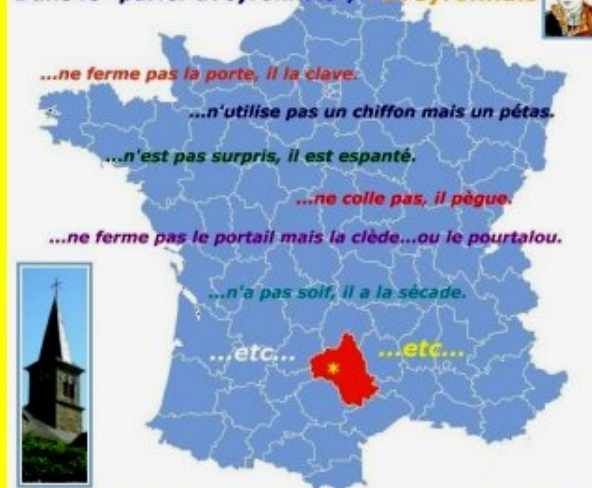 ...ne ferme pas la porte, il la clave.
...n'utilise pas un chiffon mais un pétas.
...n'est pas surpris, il est espanté.
...ne colle pas, il pègue.
...ne ferme pas le portail mais la clède...ou le pourtalou.
...n'a pas soif, il a la sécade.
...etc... ...etc...